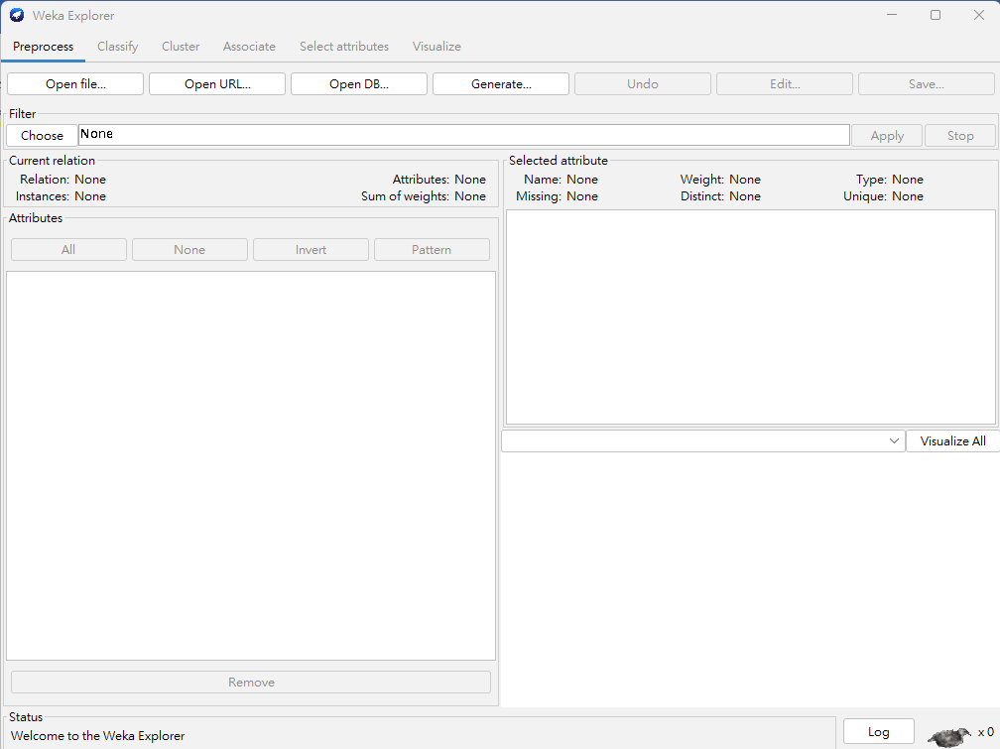 Weka Explorer
Preprocess Classify Cluster Associate Select attributes Visualize
Open file... Open URL... Open DB... Generate... Undo Edit... Save...
Filter
Choose None Apply Stop
Current relation
Relation: None Attributes: None
Instances: None Sum of weights: None
Selected attribute
Name: None Weight: None Type: None
Missing: None Distinct: None Unique: None
Attributes
All None Invert Pattern
Visualize All
Remove
Status
Welcome to the Weka Explorer
Log x 0